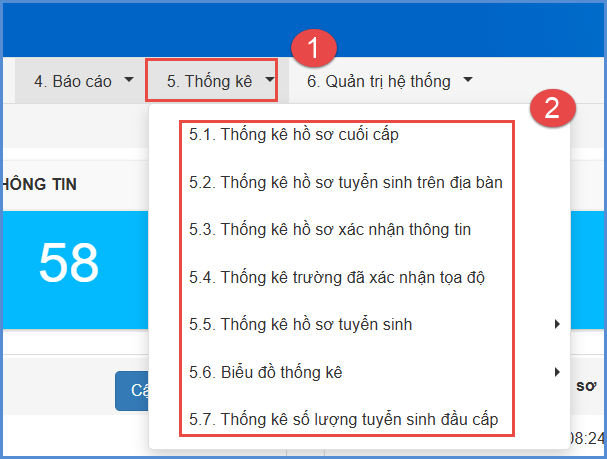 1
4. Báo cáo 5. Thống kê 6. Quản trị hệ thống
2
5.1. Thống kê hồ sơ cuối cấp
5.2. Thống kê hồ sơ tuyển sinh trên địa bàn
HÔNG TIN
5.3. Thống kê hồ sơ xác nhận thông tin
58
5.4. Thống kê trường đã xác nhận tọa độ
5.5. Thống kê hồ sơ tuyển sinh
5.6. Biểu đồ thống kê
sơ
5.7. Thống kê số lượng tuyển sinh đầu cấp
08:24